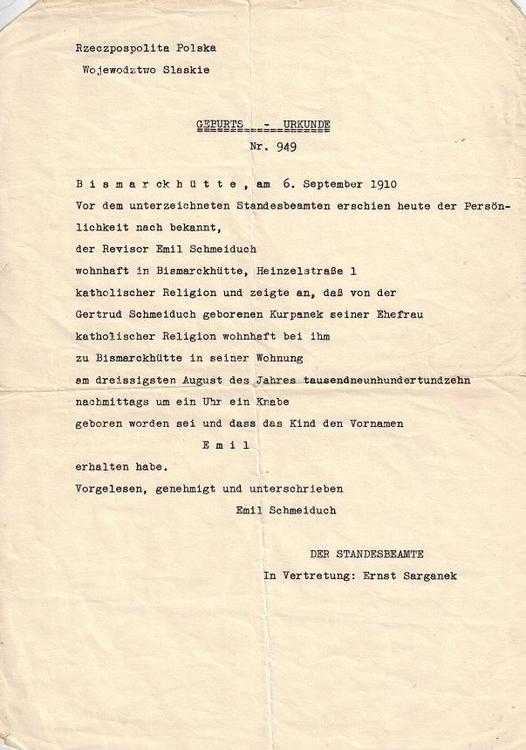 Rzeczpospolita Polska
Wojewodztwo Slaskie
GEPURTS - URKUNDE
Nr. 949
B i s m a r c k h ü t t e , am 6. September 1910
Vor dem unterzeichneten Standesbeamten erschien heute der Persön-
lichkeit nach bekannt,
der Revisor Emil Schmeiduch
wohnhaft in Bismarckhütte, Heinzelstraße 1
katholischer Religion und zeigte an, daß von der
Gertrud Schmeiduch geborenen Kurpanek seiner Ehefrau
katholischer Religion wohnhaft bei ihm
zu Bismarckhütte in seiner Wohnung
am dreissigsten August des Jahres tausendneunhundertundzehn
nachmittags um ein Uhr ein Knabe
geboren worden sei und dass das Kind den Vornamen
E m i l
erhalten habe.
Vorgelesen, genehmigt und unterschrieben
Emil Schmeiduch
DER STANDESBEAMTE
In Vertretung: Ernst Sarganek